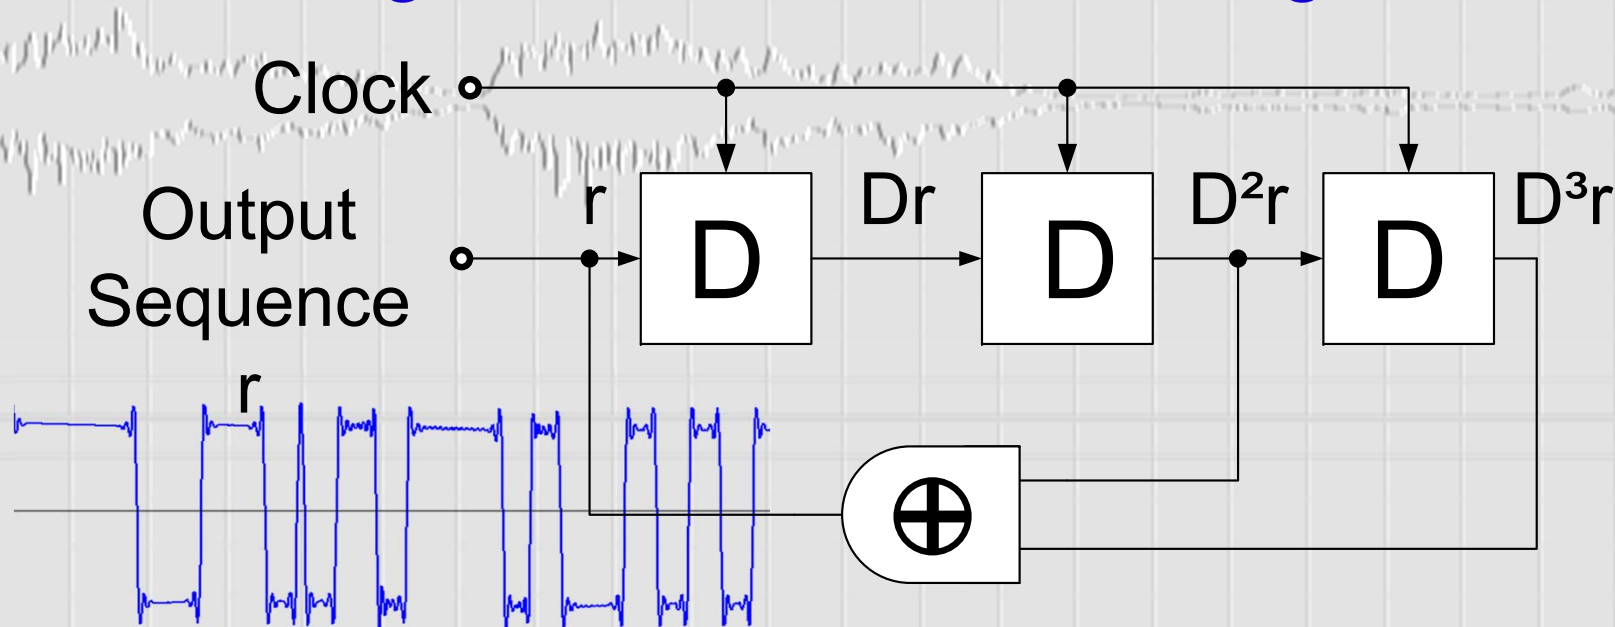 Clock
Output
Sequence
r
r
Dr
D²r
D³r
D
D
D
⊕